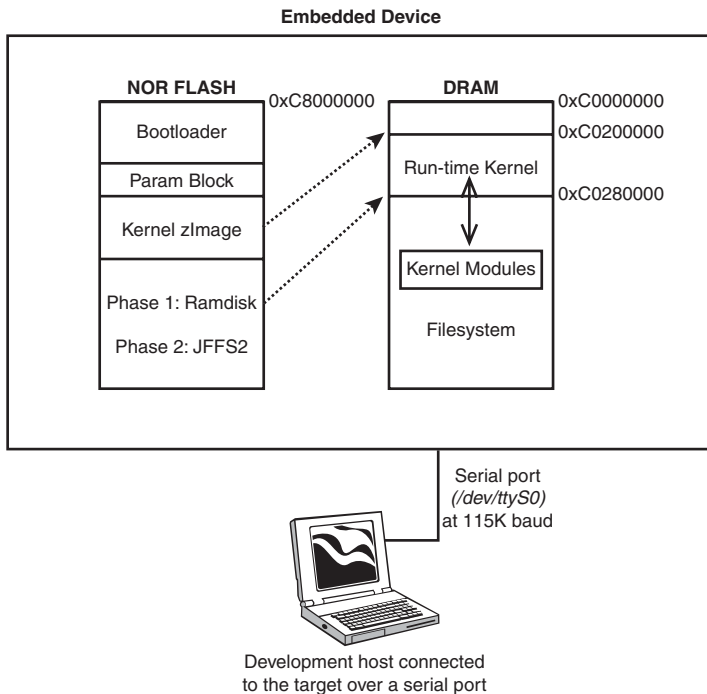 Embedded Device
NOR FLASH
0xC8000000
Bootloader
Param Block
Kernel zImage
Phase 1: Ramdisk
Phase 2: JFFS2
DRAM
0xC0000000
0xC0200000
Run-time Kernel
0xC0280000
Kernel Modules
Filesystem
Serial port
(/dev/ttyS0)
at 115K baud
Development host connected
to the target over a serial port